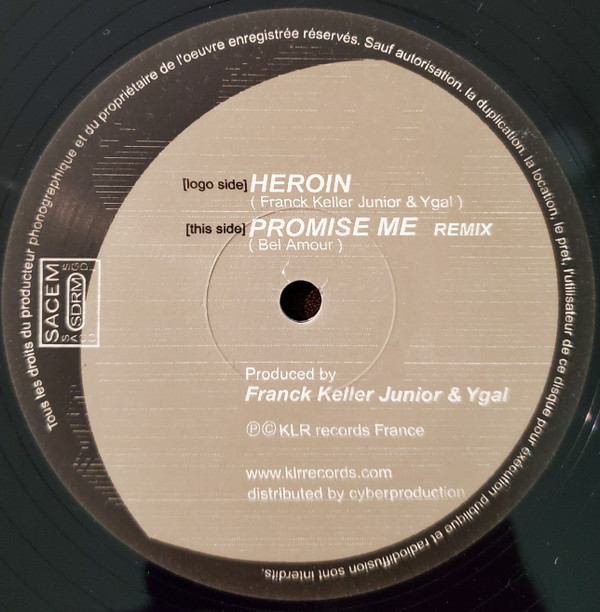 Tous les droits du producteur phonographique et du propriétaire de l'oeuvre enregistrée réservés. Sauf autorisation, la duplication, la location, le pret, l'utilisateur de ce disque pour éxécution publique et radiodiffusion sont interdits.
[logo side] HEROIN
( Franck Keller Junior & Ygal )
[this side] PROMISE ME REMIX
( Bel Amour )
SACEM
SDRM
Produced by
Franck Keller Junior & Ygal
ⓅⒸ KLR records France
www.klrrecords.com
distributed by cyberproduction